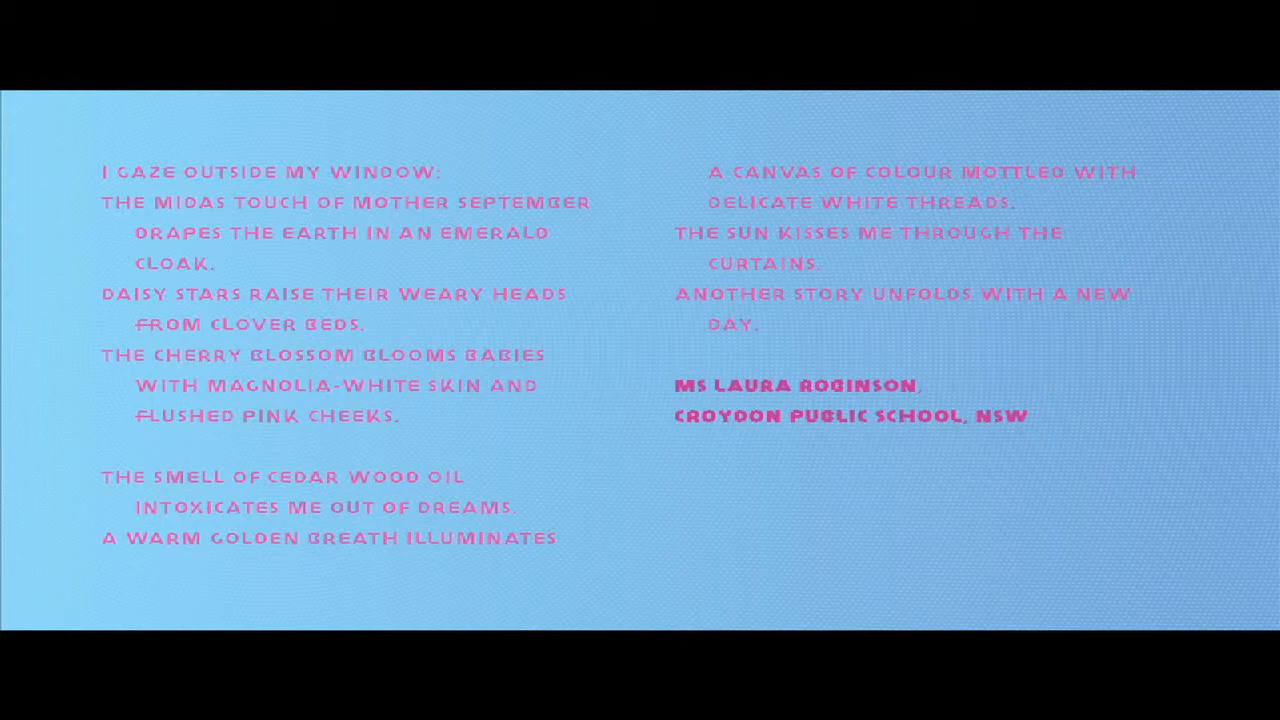 I GAZE OUTSIDE MY WINDOW:
THE MIDAS TOUCH OF MOTHER SEPTEMBER
DRAPES THE EARTH IN AN EMERALD
CLOAK.
DAISY STARS RAISE THEIR WEARY HEADS
FROM CLOVER BEDS.
THE CHERRY BLOSSOM BLOOMS BABIES
WITH MAGNOLIA-WHITE SKIN AND
FLUSHED PINK CHEEKS.
THE SMELL OF CEDAR WOOD OIL
INTOXICATES ME OUT OF DREAMS.
A WARM GOLDEN BREATH ILLUMINATES
A CANVAS OF COLOUR MOTTLED WITH
DELICATE WHITE THREADS.
THE SUN KISSES ME THROUGH THE
CURTAINS.
ANOTHER STORY UNFOLDS WITH A NEW
DAY.
MS LAURA ROBINSON,
CROYDON PUBLIC SCHOOL, NSW